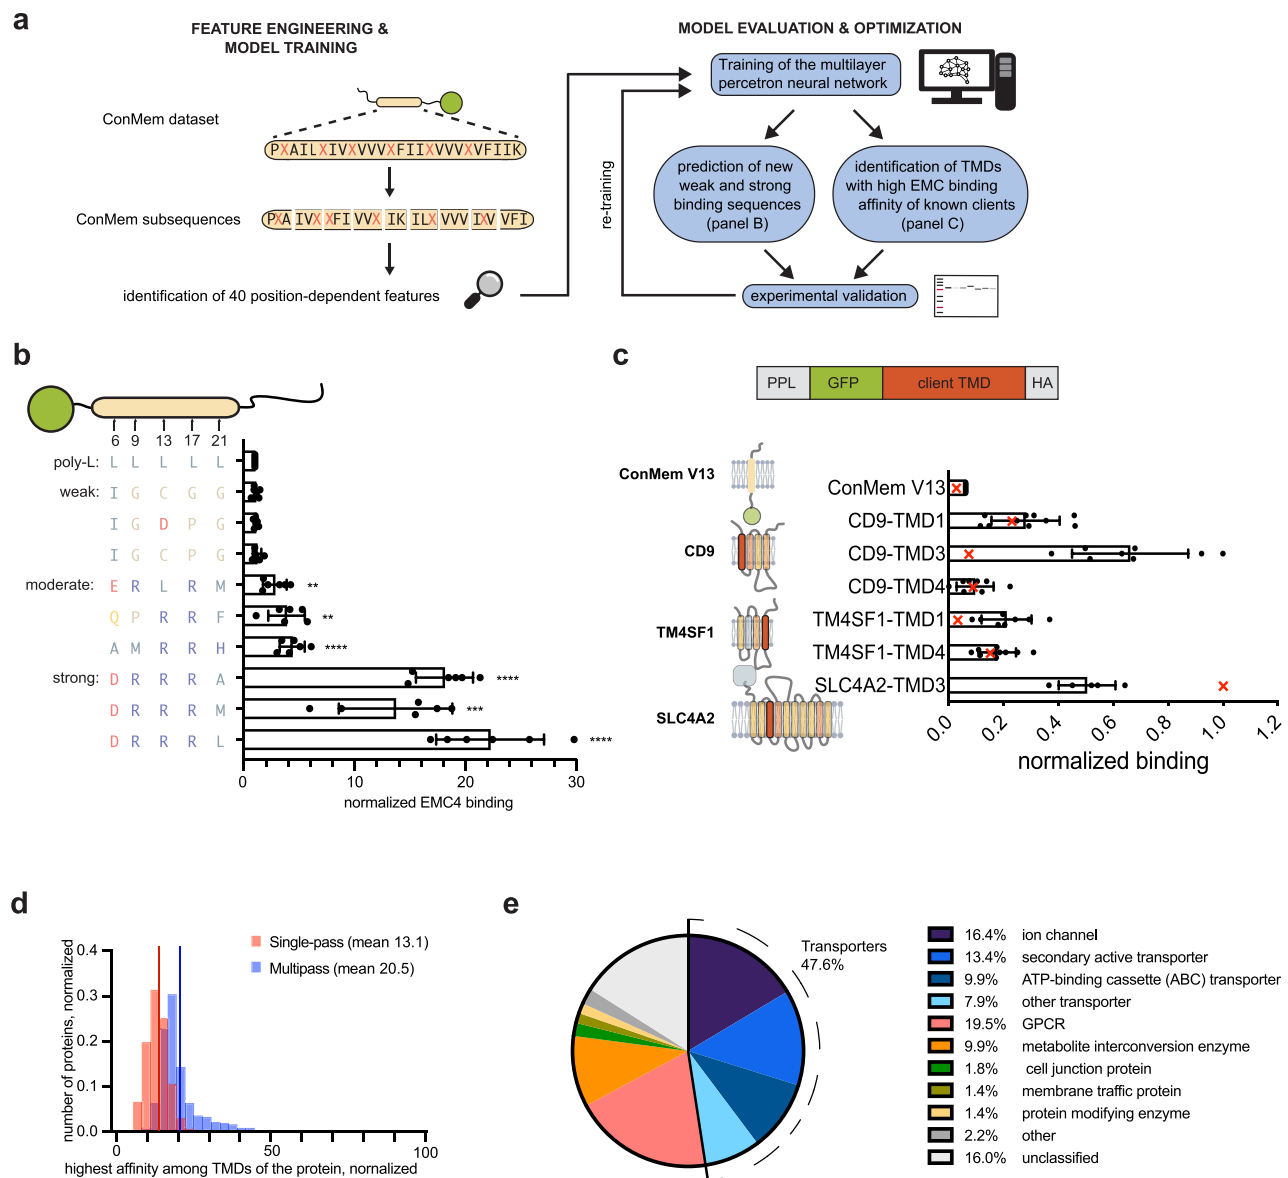 a
FEATURE ENGINEERING &
MODEL TRAINING
ConMem dataset
PXAILXIVXVVVXFIIXVVVXVFIIK
ConMem subsequences
PXA IVXXFI VVX IK ILX VVV IXV VFI
identification of 40 position-dependent features
MODEL EVALUATION & OPTIMIZATION
Training of the multilayer
percetron neural network
re-training
prediction of new
weak and strong
binding sequences
(panel B)
identification of TMDs
with high EMC binding
affinity of known clients
(panel C)
experimental validation
b
6 9 13 17 21
poly-L: L L L L L
weak: I G C G G
I G D P G
I G C P G
moderate: E R L R M **
Q P R R F **
A M R R H ****
strong: D R R R A ****
D R R R M ***
D R R R L ****
0 10 20 30
normalized EMC4 binding
c
PPL GFP client TMD HA
ConMem V13
CD9
TM4SF1
SLC4A2
ConMem V13
CD9-TMD1
CD9-TMD3
CD9-TMD4
TM4SF1-TMD1
TM4SF1-TMD4
SLC4A2-TMD3
0.0 0.2 0.4 0.6 0.8 1.0 1.2
normalized binding
d
number of proteins, normalized
0.4
0.3
0.2
0.1
0.0
Single-pass (mean 13.1)
Multipass (mean 20.5)
0 50 100
highest affinity among TMDs of the protein, nornalized
e
Transporters
47.6%
16.4% ion channel
13.4% secondary active transporter
9.9% ATP-binding cassette (ABC) transporter
7.9% other transporter
19.5% GPCR
9.9% metabolite interconversion enzyme
1.8% cell junction protein
1.4% membrane traffic protein
1.4% protein modifying enzyme
2.2% other
16.0% unclassified